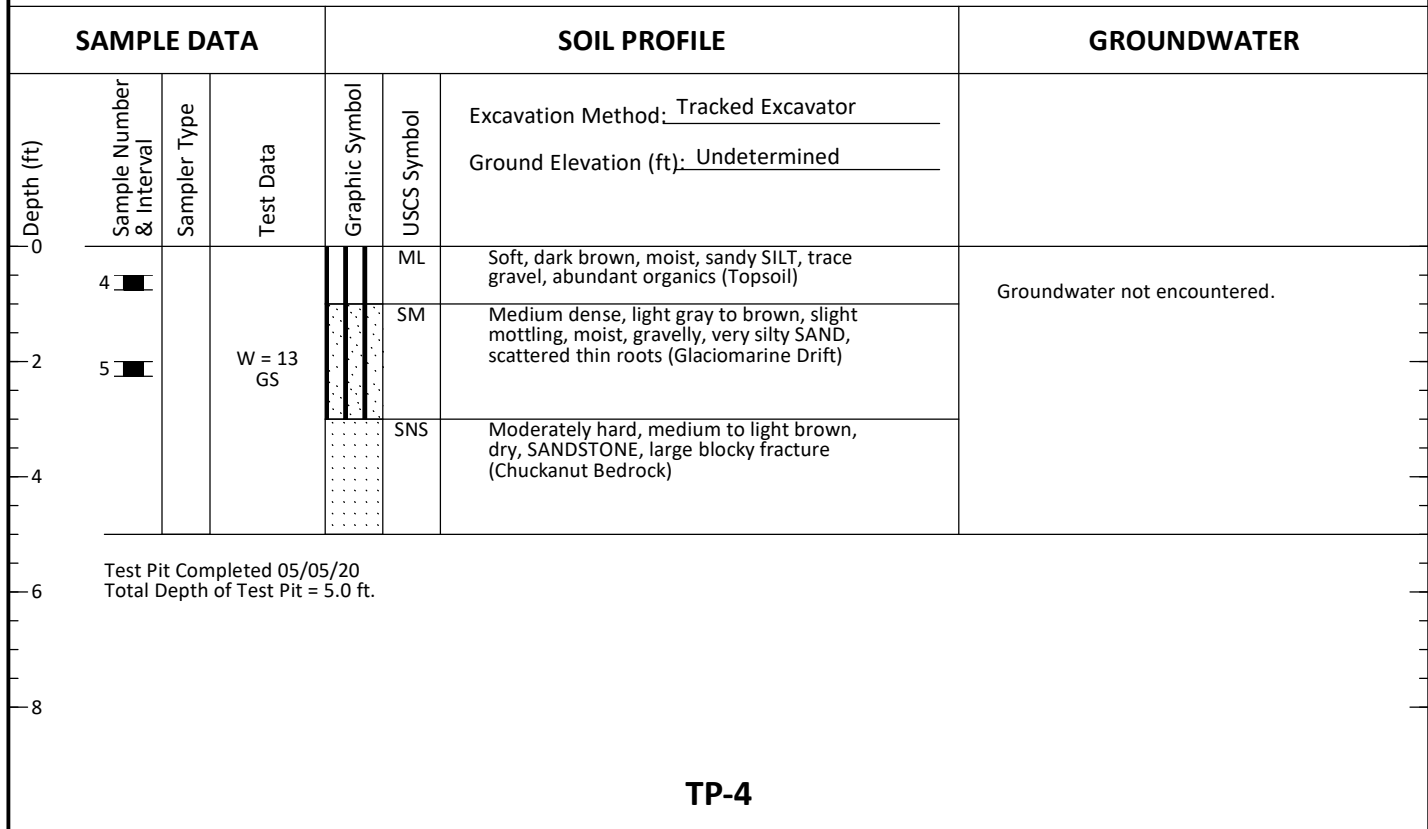 SAMPLE DATA
SOIL PROFILE
GROUNDWATER
Depth (ft)
Sample Number
& Interval
Sampler Type
Test Data
Graphic Symbol
USCS Symbol
Excavation Method: Tracked Excavator
Ground Elevation (ft): Undetermined
0
4
ML
Soft, dark brown, moist, sandy SILT, trace
gravel, abundant organics (Topsoil)
Groundwater not encountered.
SM
Medium dense, light gray to brown, slight
mottling, moist, gravelly, very silty SAND,
scattered thin roots (Glaciomarine Drift)
2
5
W = 13
GS
SNS
Moderately hard, medium to light brown,
dry, SANDSTONE, large blocky fracture
(Chuckanut Bedrock)
4
Test Pit Completed 05/05/20
Total Depth of Test Pit = 5.0 ft.
6
8
TP-4